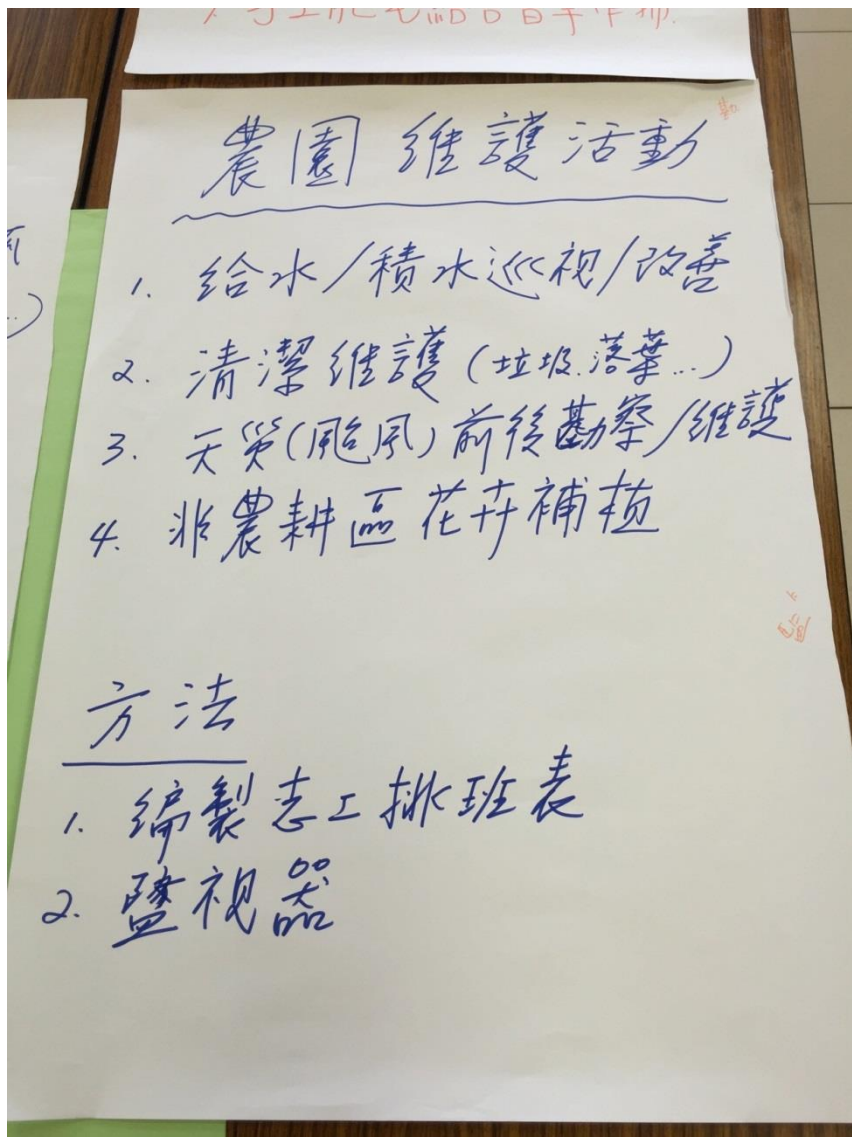 農園維護活動
1. 給水/積水巡視/改善
2. 清潔維護(垃圾.落葉...)
3. 天災(颱風)前後勘察/維護
4. 非農耕區花卉補植
方法
1. 編製志工排班表
2. 監視器